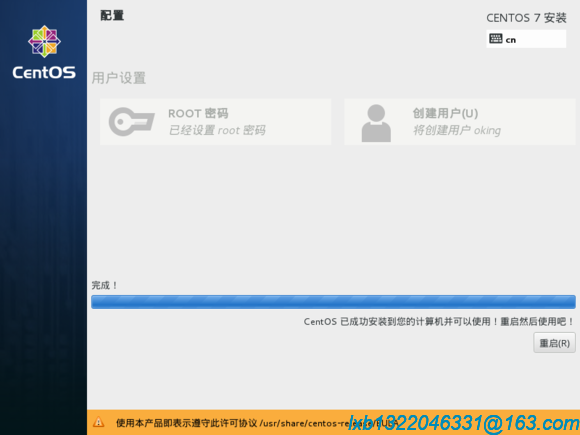 配置
CENTOS 7 安装
cn
CentOS
用户设置
ROOT 密码
已经设置 root 密码
创建用户(U)
将创建用户 oking
完成！
CentOS 已成功安装到您的计算机并可以使用！重启然后使用吧！
重启(R)
使用本产品即表示遵守此许可协议 /usr/share/centos-release/EULA
lxb1322046331@163.com